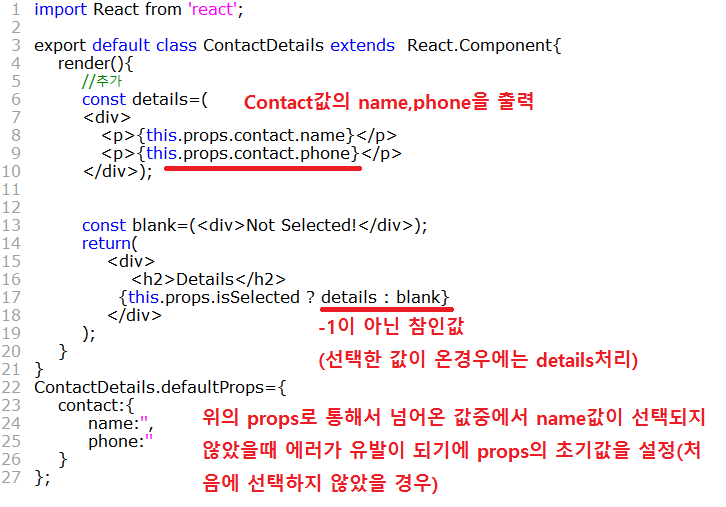 1 import React from 'react';
2
3 export default class ContactDetails extends  React.Component{
4 render(){
5 //추가
6 const details=( Contact값의 name,phone을 출력
7 <div>
8 <p>{this.props.contact.name}</p>
9 <p>{this.props.contact.phone}</p>
10 </div>);
11
12
13 const blank=(<div>Not Selected!</div>);
14 return(
15 <div>
16 <h2>Details</h2>
17 {this.props.isSelected ? details : blank}
18 </div> -1이 아닌 참인값
19 );
20 } (선택한 값이 온경우에는 details처리)
21 }
22 ContactDetails.defaultProps={
23 contact:{ 위의 props로 통해서 넘어온 값중에서 name값이 선택되지
24 name:'',
25 phone:'' 않았을때 에러가 유발이 되기에 props의 초기값을 설정(처
26 }
27 }; 음에 선택하지 않았을 경우)